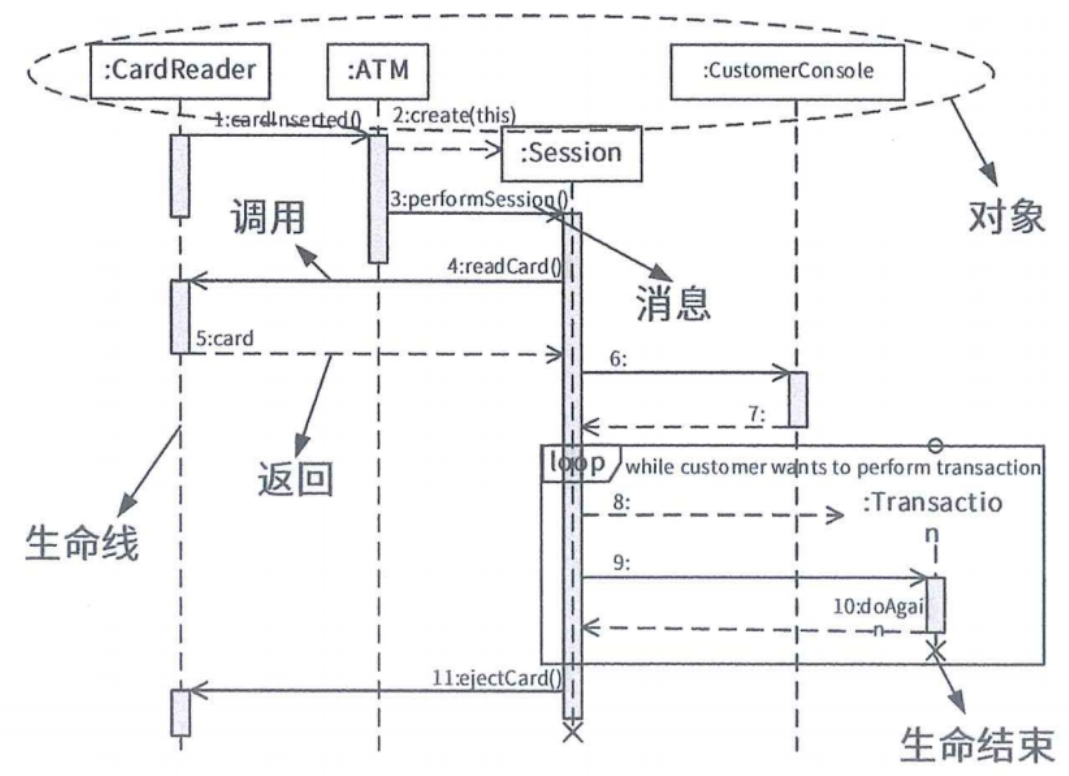 :CardReader
:ATM
:CustomerConsole
1:cardInserted()
2:create(this)
:Session
3:performSession()
对象
调用
4:readCard()
消息
5:card
6:
7:
返回
loop
while customer wants to perform transaction
8:
:Transactio
n
生命线
9:
10:doAgai
n
11:ejectCard()
生命结束